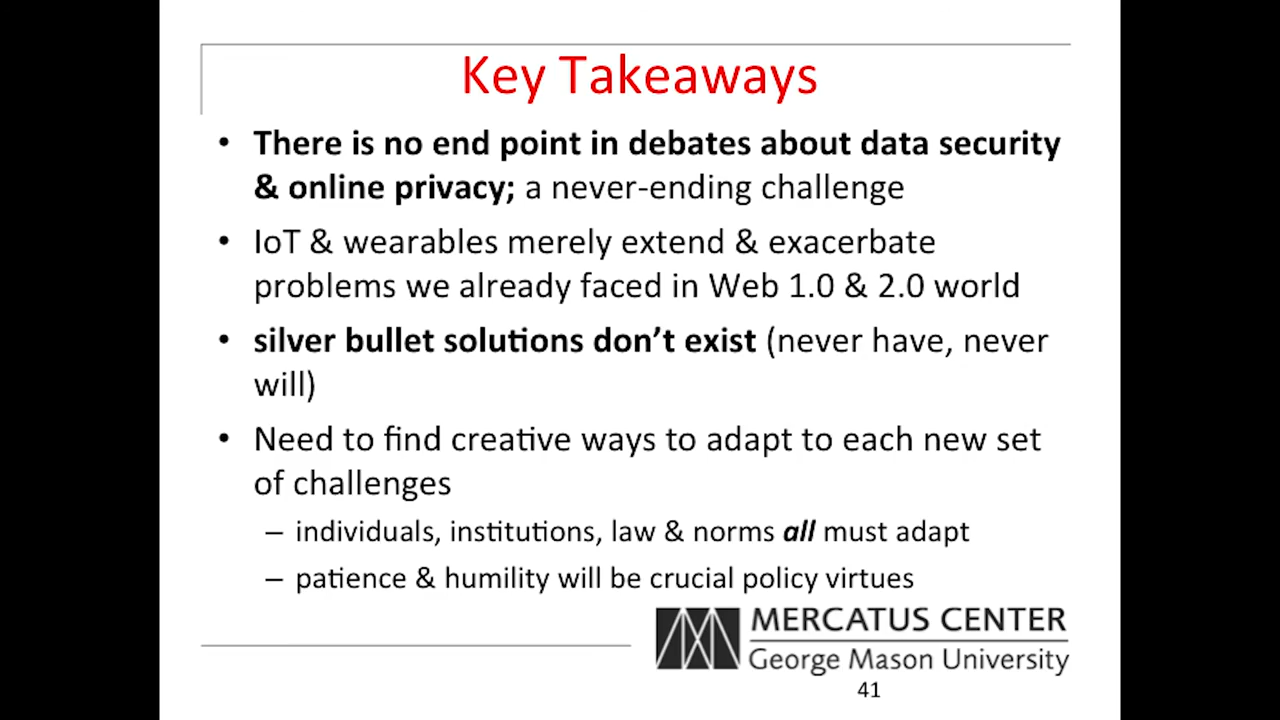 Key Takeaways
• There is no end point in debates about data security
& online privacy; a never-ending challenge
• IoT & wearables merely extend & exacerbate
problems we already faced in Web 1.0 & 2.0 world
• silver bullet solutions don’t exist (never have, never
will)
• Need to find creative ways to adapt to each new set
of challenges
– individuals, institutions, law & norms all must adapt
– patience & humility will be crucial policy virtues
MERCATUS CENTER
George Mason University
41